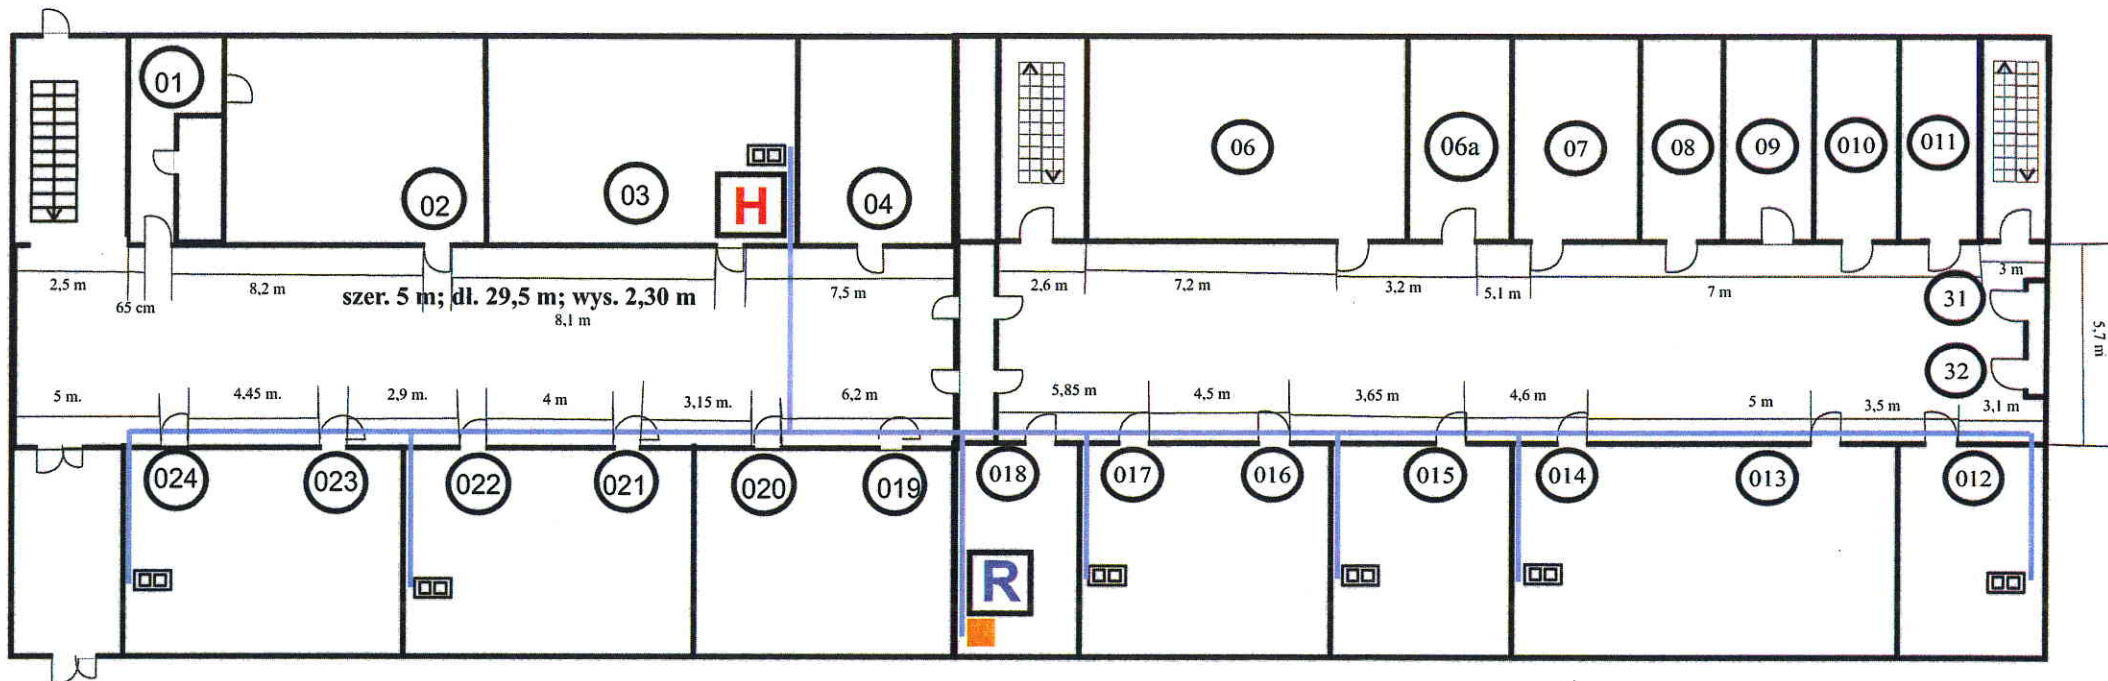 01
02
03
04
06
06a
07
08
09
010
011
H
2,5 m
65 cm
8,2 m
szer. 5 m; dł. 29,5 m; wys. 2,30 m
8,1 m
7,5 m
2,6 m
7,2 m
3,2 m
5,1 m
7 m
3 m
31
32
5,7 m
5 m.
4,45 m.
2,9 m.
4 m
3,15 m.
6,2 m
5,85 m
4,5 m
3,65 m
4,6 m
5 m
3,5 m
3,1 m
024
023
022
021
020
019
018
017
016
015
014
013
012
R